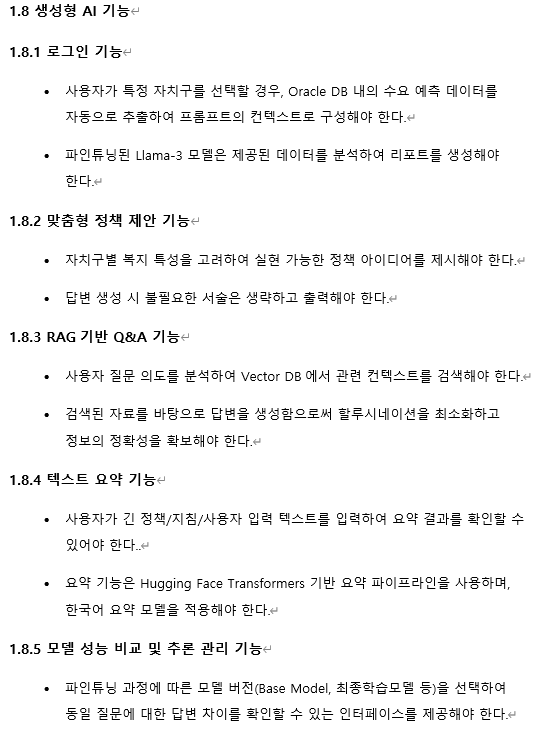 1.8 생성형 AI 기능↵
1.8.1 로그인 기능↵
• 사용자가 특정 자치구를 선택할 경우, Oracle DB 내의 수요 예측 데이터를
자동으로 추출하여 프롬프트의 컨텍스트로 구성해야 한다.↵
• 파인튜닝된 Llama-3 모델은 제공된 데이터를 분석하여 리포트를 생성해야
한다.↵
1.8.2 맞춤형 정책 제안 기능↵
• 자치구별 복지 특성을 고려하여 실현 가능한 정책 아이디어를 제시해야 한다.↵
• 답변 생성 시 불필요한 서술은 생략하고 출력해야 한다.↵
1.8.3 RAG 기반 Q&A 기능↵
• 사용자 질문 의도를 분석하여 Vector DB에서 관련 컨텍스트를 검색해야 한다.↵
• 검색된 자료를 바탕으로 답변을 생성함으로써 할루시네이션을 최소화하고
정보의 정확성을 확보해야 한다.↵
1.8.4 텍스트 요약 기능↵
• 사용자가 긴 정책/지침/사용자 입력 텍스트를 입력하여 요약 결과를 확인할 수
있어야 한다..↵
• 요약 기능은 Hugging Face Transformers 기반 요약 파이프라인을 사용하며,
한국어 요약 모델을 적용해야 한다.↵
1.8.5 모델 성능 비교 및 추론 관리 기능↵
• 파인튜닝 과정에 따른 모델 버전(Base Model, 최종학습모델 등)을 선택하여
동일 질문에 대한 답변 차이를 확인할 수 있는 인터페이스를 제공해야 한다.↵